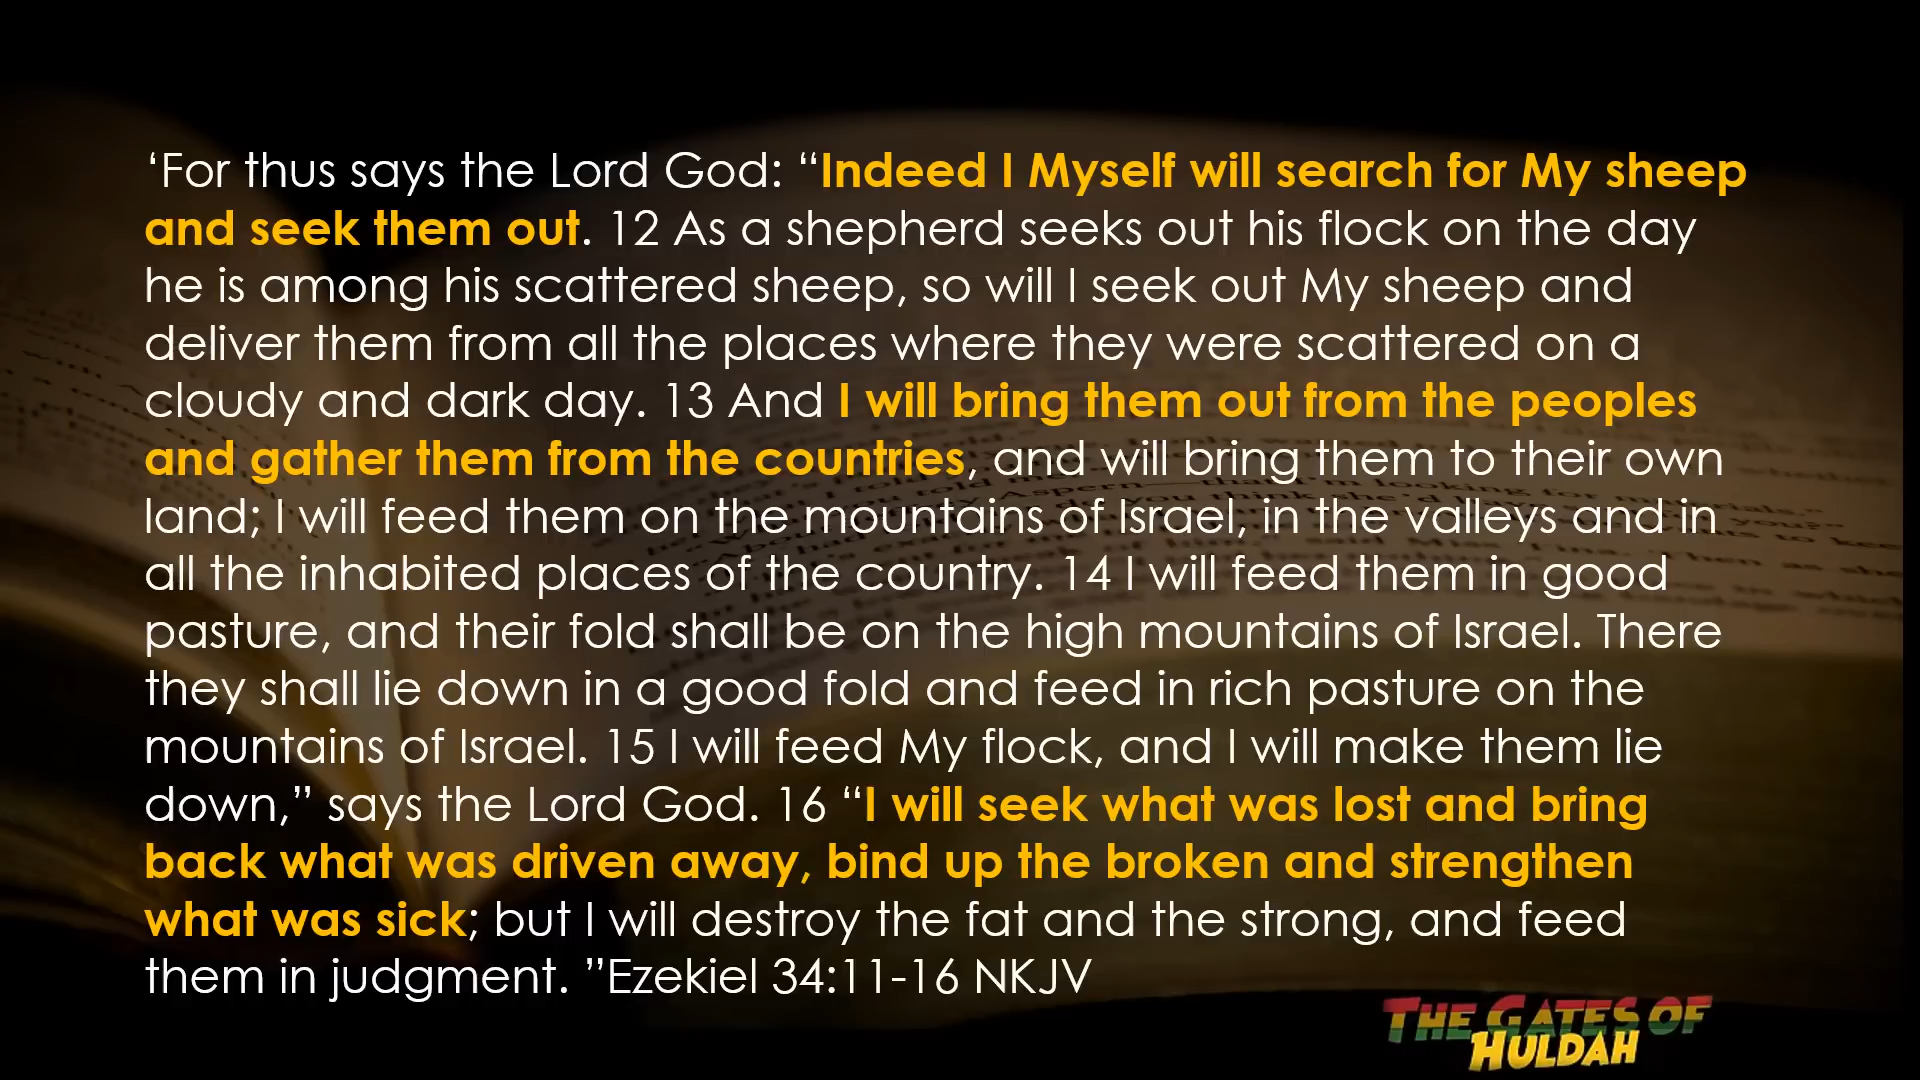 ‘For thus says the Lord God: “Indeed I Myself will search for My sheep
and seek them out. 12 As a shepherd seeks out his flock on the day
he is among his scattered sheep, so will I seek out My sheep and
deliver them from all the places where they were scattered on a
cloudy and dark day. 13 And I will bring them out from the peoples
and gather them from the countries, and will bring them to their own
land; I will feed them on the mountains of Israel, in the valleys and in
all the inhabited places of the country. 14 I will feed them in good
pasture, and their fold shall be on the high mountains of Israel. There
they shall lie down in a good fold and feed in rich pasture on the
mountains of Israel. 15 I will feed My flock, and I will make them lie
down,” says the Lord God. 16 “I will seek what was lost and bring
back what was driven away, bind up the broken and strengthen
what was sick; but I will destroy the fat and the strong, and feed
them in judgment. ”Ezekiel 34:11-16 NKJV
THE GATES OF
HULDAH